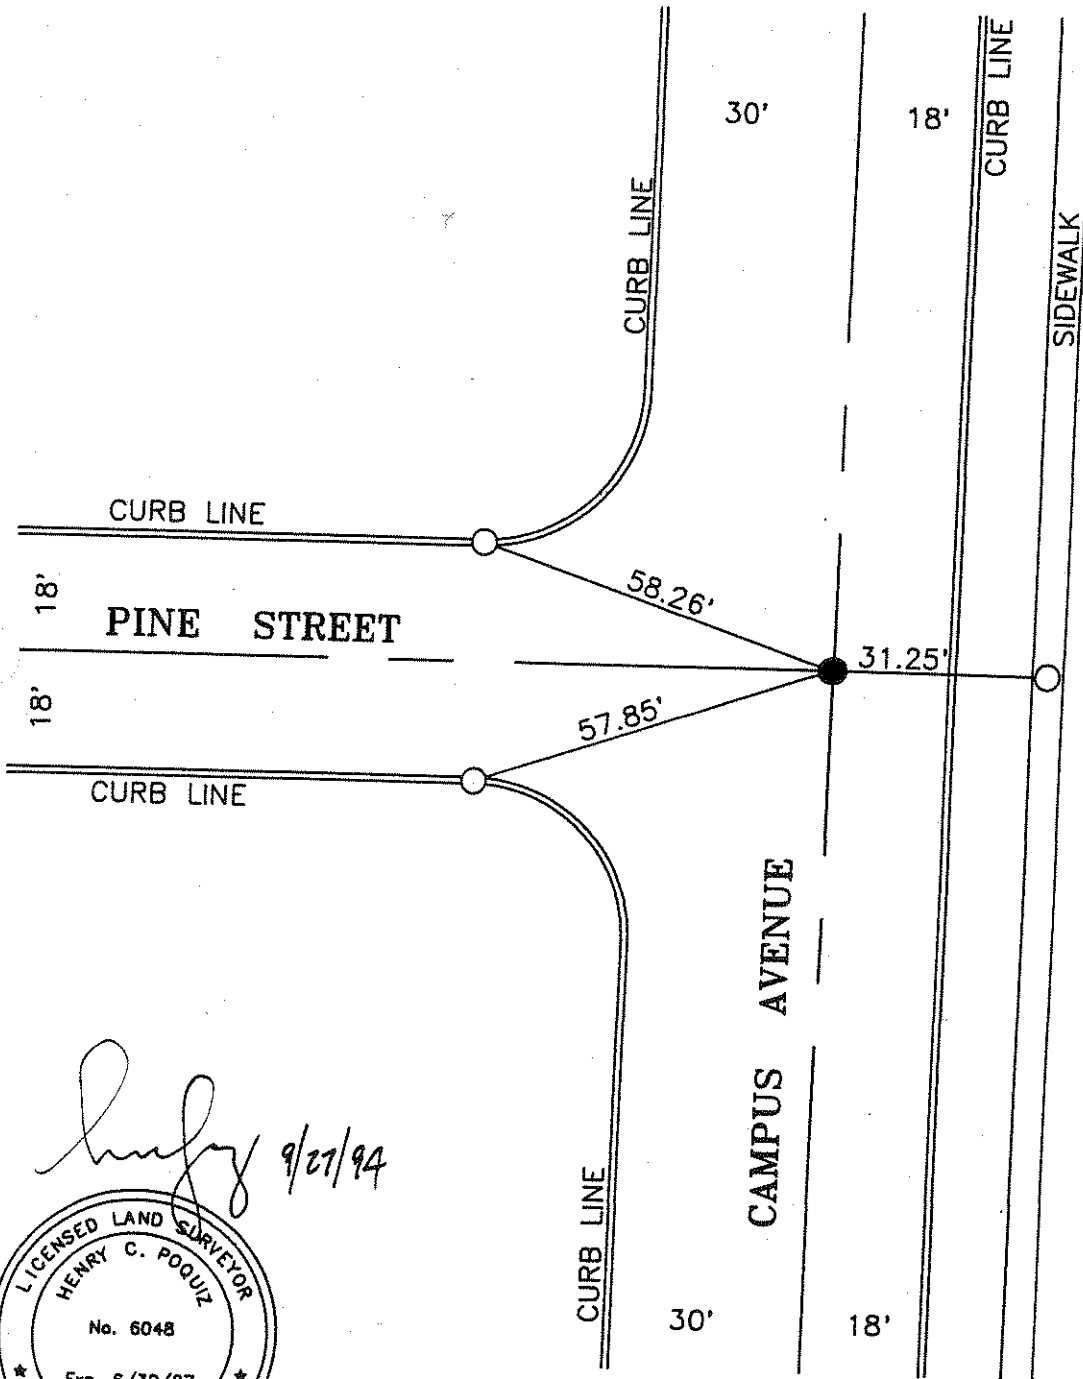 30'
18'
CURB LINE
CURB LINE
SIDEWALK
CURB LINE
18'
PINE STREET
58.26'
31.25'
18'
57.85'
CURB LINE
CAMPUS AVENUE
9/27/94
LICENSED LAND SURVEYOR
HENRY C. POQUIZ
No. 6048
CURB LINE
30'
18'